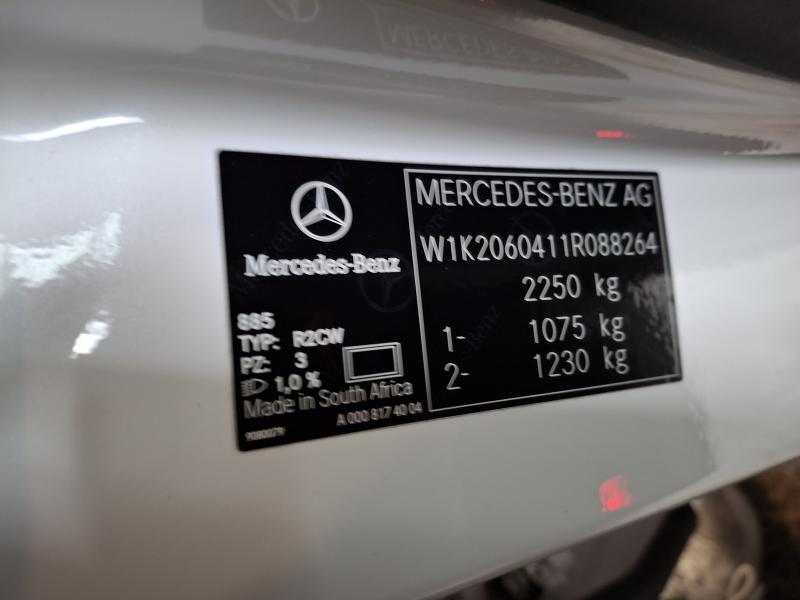 Mercedes-Benz
885
TYP: R2CW
PZ: 3
1,0 %
Made in South Africa
A 000 817 40 04
MERCEDES-BENZ AG
W1K2060411R088264
2250 kg
1- 1075 kg
2- 1230 kg